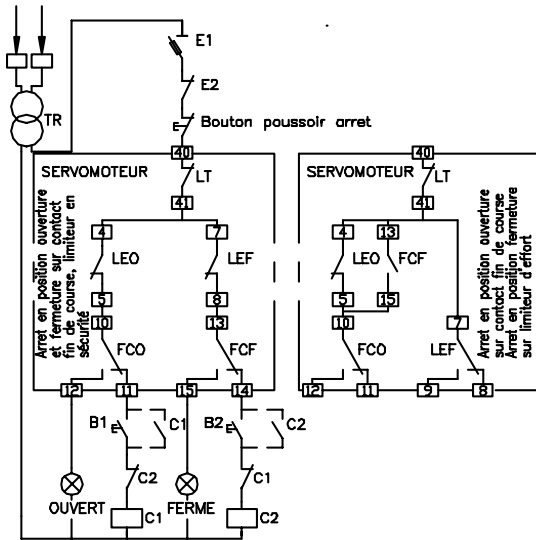 E1
E2
TR
Bouton poussoir arret
40
SERVOMOTEUR
LT
41
4
7
LEO
LEF
5
8
10
13
FCO
FCF
12
11
15
14
Arret en position ouverture
et fermeture sur contact
fin de course, limiteur en
sécurité
B1
C1
B2
C2
C2
C1
OUVERT
C1
FERME
C2
40
SERVOMOTEUR
LT
41
4
13
LEO
FCF
5
15
10
7
FCO
LEF
12
11
9
8
Arret en position ouverture
sur contact fin de course
Arret en position fermeture
sur limiteur d'effort